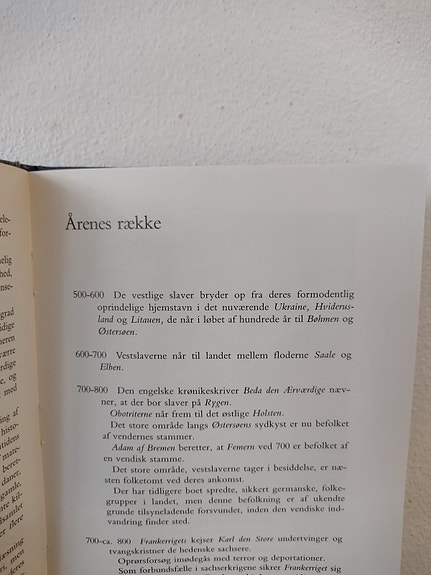 Årenes række
500-600 De vestlige slaver bryder op fra deres formodentlig
oprindelige hjemstavn i det nuværende Ukraine, Hviderus-
land og Litauen, de når i løbet af hundrede år til Bøhmen og
Østersøen.
600-700 Vestslaverne når til landet mellem floderne Saale og
Elben.
700-800 Den engelske krønikeskriver Beda den Ærværdige næv-
ner, at der bor slaver på Rygen.
Obotriterne når frem til det østlige Holsten.
Det store område langs Østersøens sydkyst er nu befolket
af vendernes stammer.
Adam af Bremen beretter, at Femern ved 700 er befolket af
en vendisk stamme.
Det store område, vestslaverne tager i besiddelse, er næ-
sten folketomt ved deres ankomst.
Der har tidligere boet spredte, sikkert germanske, folke-
grupper i landet, men denne befolkning er af ukendte
grunde tilsyneladende forsvundet, inden den vendiske ind-
vandring finder sted.
700-ca. 800 Frankerrigets kejser Karl den Store undertvinger og
tvangskristner de hedenske sachsere.
Oprørsforsøg imødegås med terror og deportationer.
Som forbundsfælle i sachserkrigene sikrer Frankerriget sig